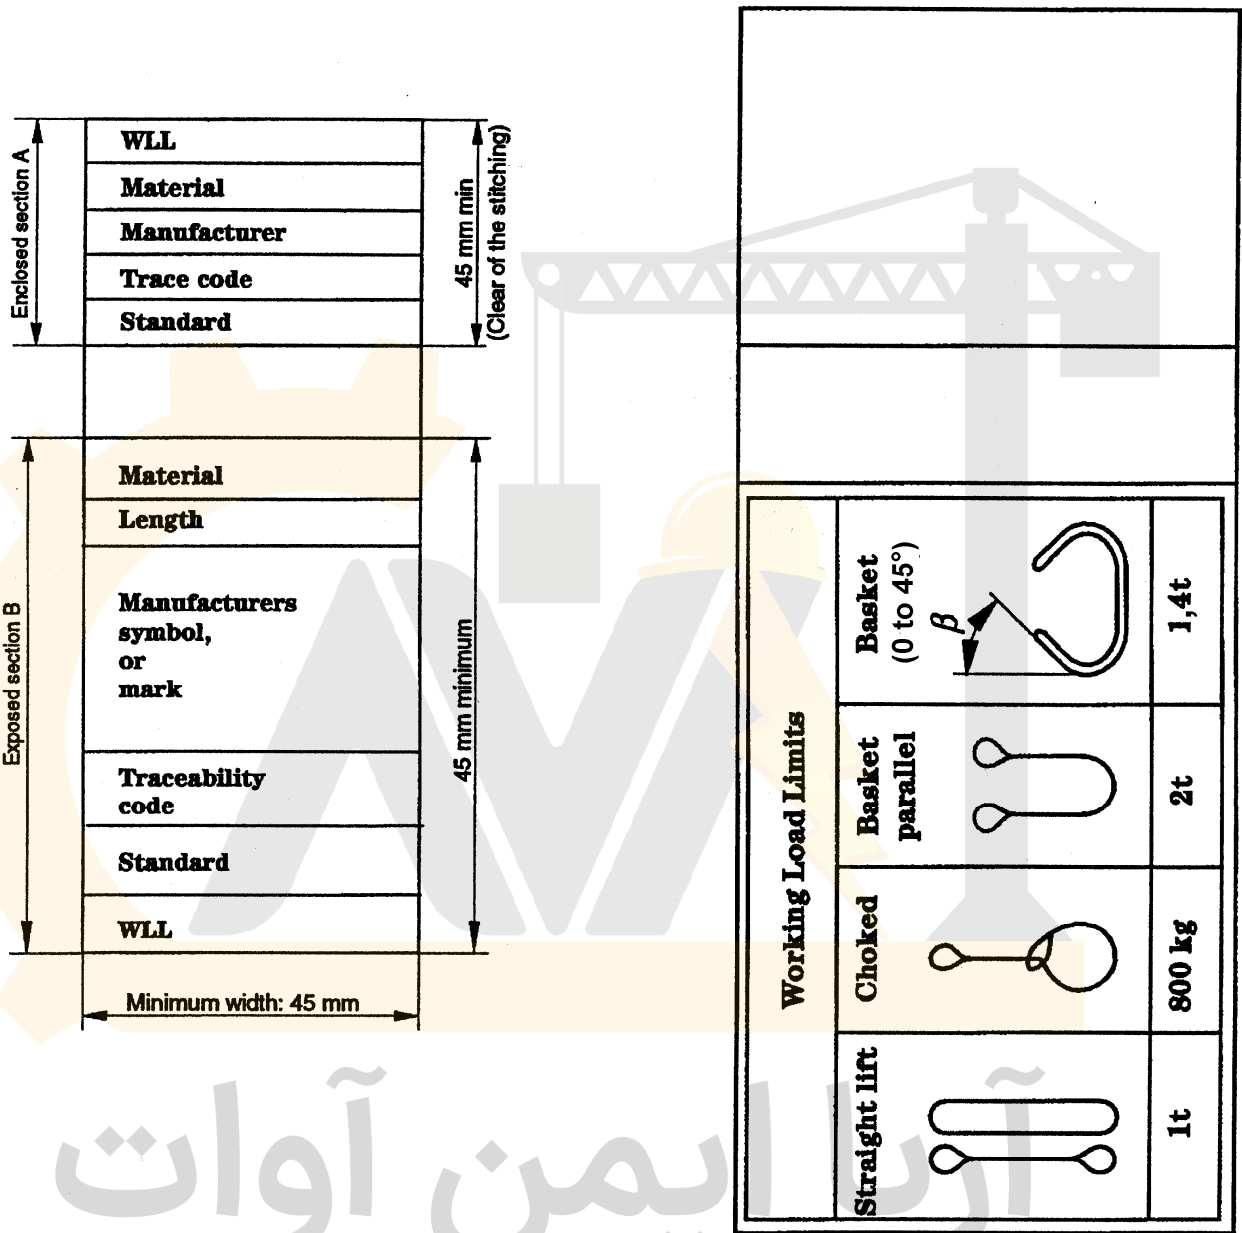 Enclosed section A
WLL
Material
Manufacturer
Trace code
Standard
45 mm min
(Clear of the stitching)
Exposed section B
Material
Length
Manufacturers
symbol,
or
mark
Traceability
code
Standard
WLL
45 mm minimum
Minimum width: 45 mm
Working Load Limits
Straight lift
Choked
Basket
parallel
Basket
(0 to 45°)
β
1t
800 kg
2t
1,4t
آریا ایمن آوات